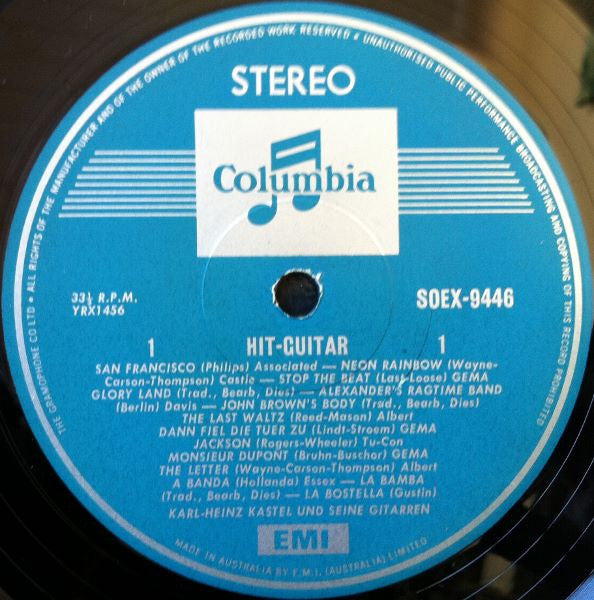 THE GRAMOPHONE CO LTD • ALL RIGHTS OF THE MANUFACTURER AND OF THE OWNER OF THE RECORDED WORK RESERVED • UNAUTHORISED PUBLIC PERFORMANCE BROADCASTING AND COPYING OF THIS RECORD PROHIBITED
STEREO
Columbia
33⅓ R.P.M.
YRX1456
SOEX-9446
1 HIT-GUITAR 1
SAN FRANCISCO (Philips) Associated — NEON RAINBOW (Wayne-
Carson-Thompson) Castle — STOP THE BEAT (Last-Loose) GEMA
GLORY LAND (Trad., Bearb, Dies) — ALEXANDER'S RAGTIME BAND
(Berlin) Davis — JOHN BROWN'S BODY (Trad., Bearb, Dies)
THE LAST WALTZ (Reed-Mason) Albert
DANN FIEL DIE TUER ZU (Lindt-Stroem) GEMA
JACKSON (Rogers-Wheeler) Tu-Con
MONSIEUR DUPONT (Bruhn-Buschor) GEMA
THE LETTER (Wayne-Carson-Thompson) Albert
A BANDA (Hollanda) Essex — LA BAMBA
(Trad., Bearb, Dies) — LA BOSTELLA (Gustin)
KARL-HEINZ KASTEL UND SEINE GITARREN
EMI
MADE IN AUSTRALIA BY E.M.I. (AUSTRALIA) LIMITED